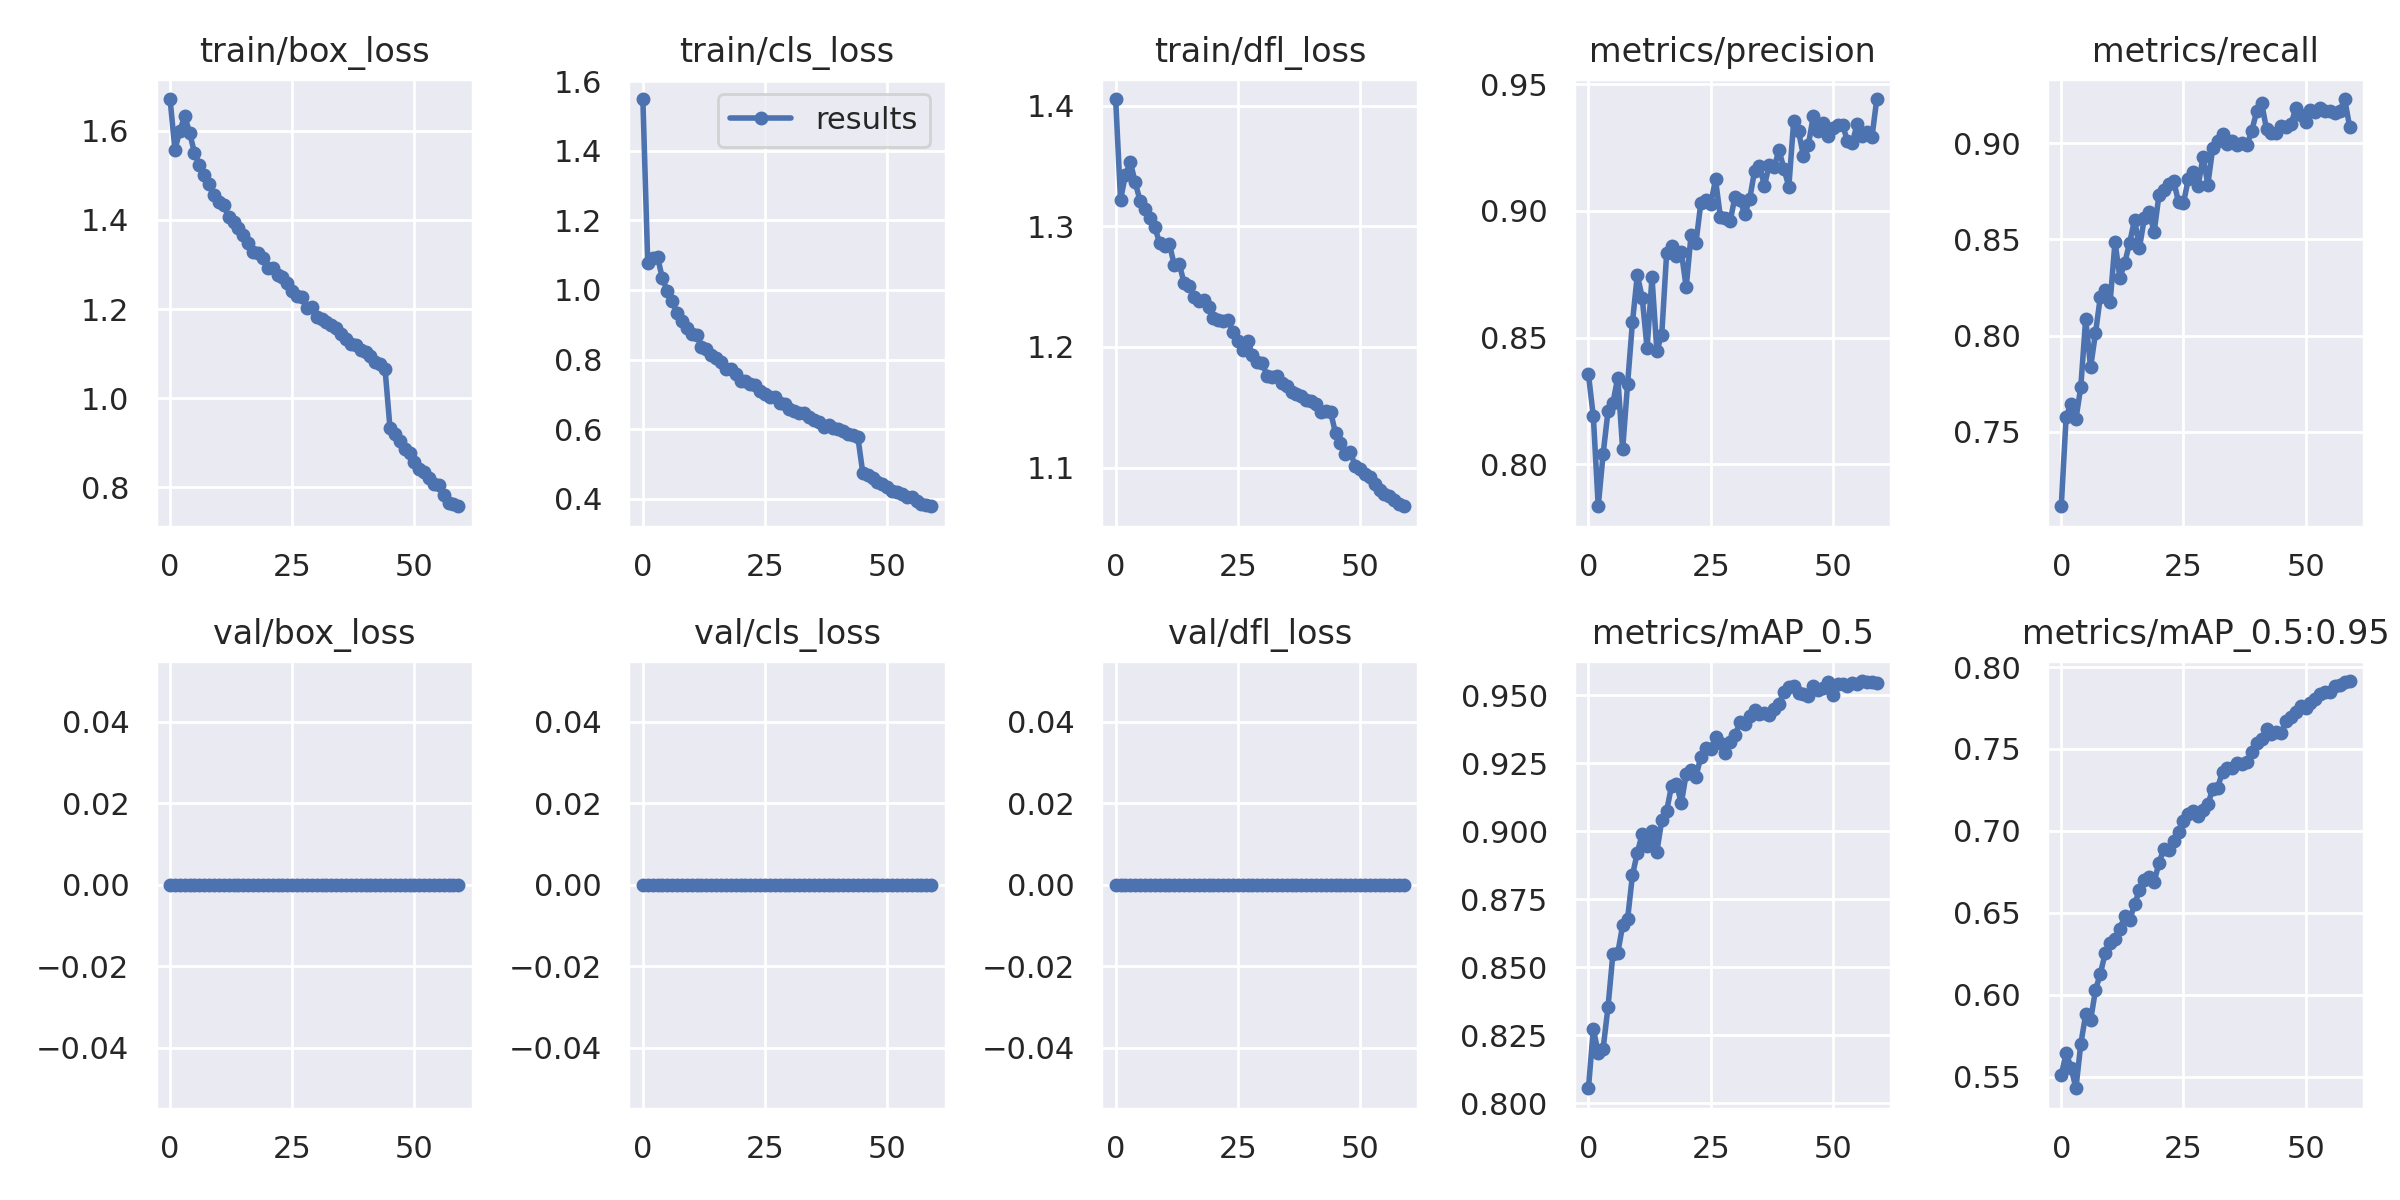 train/box_loss
1.6
1.4
1.2
1.0
0.8
0 25 50
train/cls_loss
1.6
1.4
1.2
1.0
0.8
0.6
0.4
results
0 25 50
train/dfl_loss
1.4
1.3
1.2
1.1
0 25 50
metrics/precision
0.95
0.90
0.85
0.80
0 25 50
metrics/recall
0.90
0.85
0.80
0.75
0 25 50
val/box_loss
0.04
0.02
0.00
−0.02
−0.04
0 25 50
val/cls_loss
0.04
0.02
0.00
−0.02
−0.04
0 25 50
val/dfl_loss
0.04
0.02
0.00
−0.02
−0.04
0 25 50
metrics/mAP_0.5
0.950
0.925
0.900
0.875
0.850
0.825
0.800
0 25 50
metrics/mAP_0.5:0.95
0.80
0.75
0.70
0.65
0.60
0.55
0 25 50